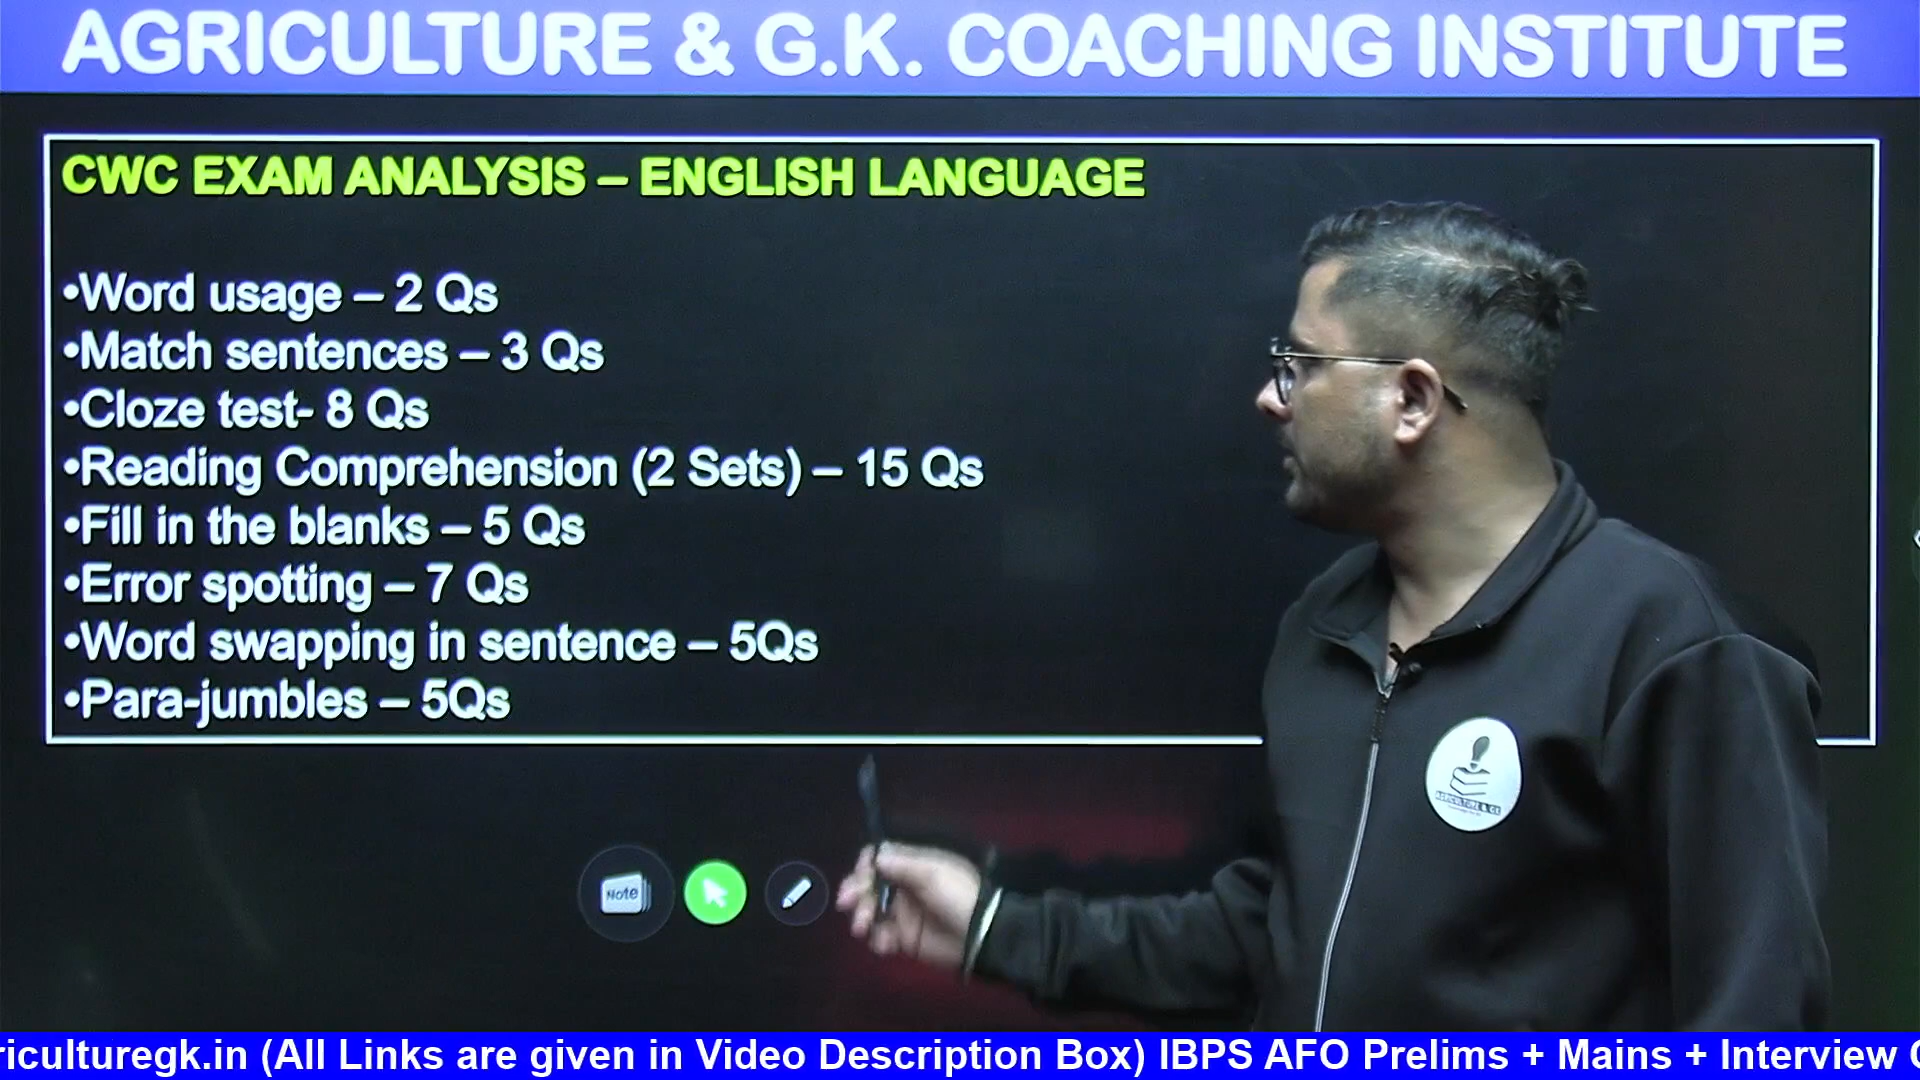 AGRICULTURE & G.K. COACHING INSTITUTE
CWC EXAM ANALYSIS – ENGLISH LANGUAGE
•Word usage – 2 Qs
•Match sentences – 3 Qs
•Cloze test- 8 Qs
•Reading Comprehension (2 Sets) – 15 Qs
•Fill in the blanks – 5 Qs
•Error spotting – 7 Qs
•Word swapping in sentence – 5Qs
•Para-jumbles – 5Qs
AGRICULTURE & GK
Note
riculturegk.in (All Links are given in Video Description Box) IBPS AFO Prelims + Mains + Interview